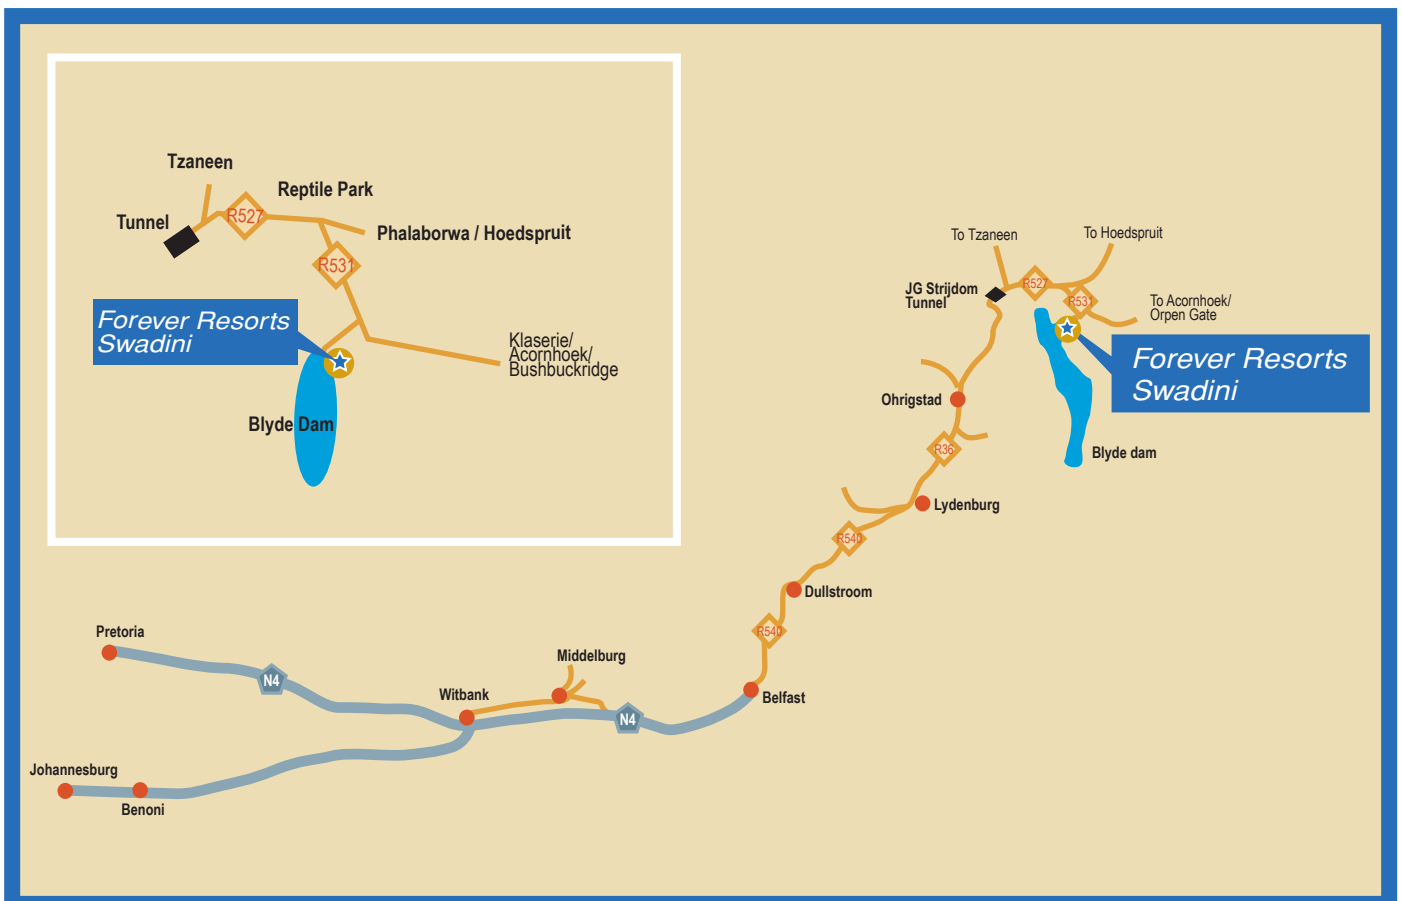 Tzaneen
Reptile Park
Tunnel
R527
Phalaborwa / Hoedspruit
R531
Forever Resorts
Swadini
Klaserie/
Acornhoek/
Bushbuckridge
Blyde Dam
To Tzaneen
To Hoedspruit
JG Strijdom
Tunnel
R527
R531
To Acornhoek/
Orpen Gate
Forever Resorts
Swadini
Ohrigstad
R36
Blyde dam
Lydenburg
R540
Dullstroom
R540
Pretoria
Middelburg
N4
Witbank
Belfast
N4
Johannesburg
Benoni